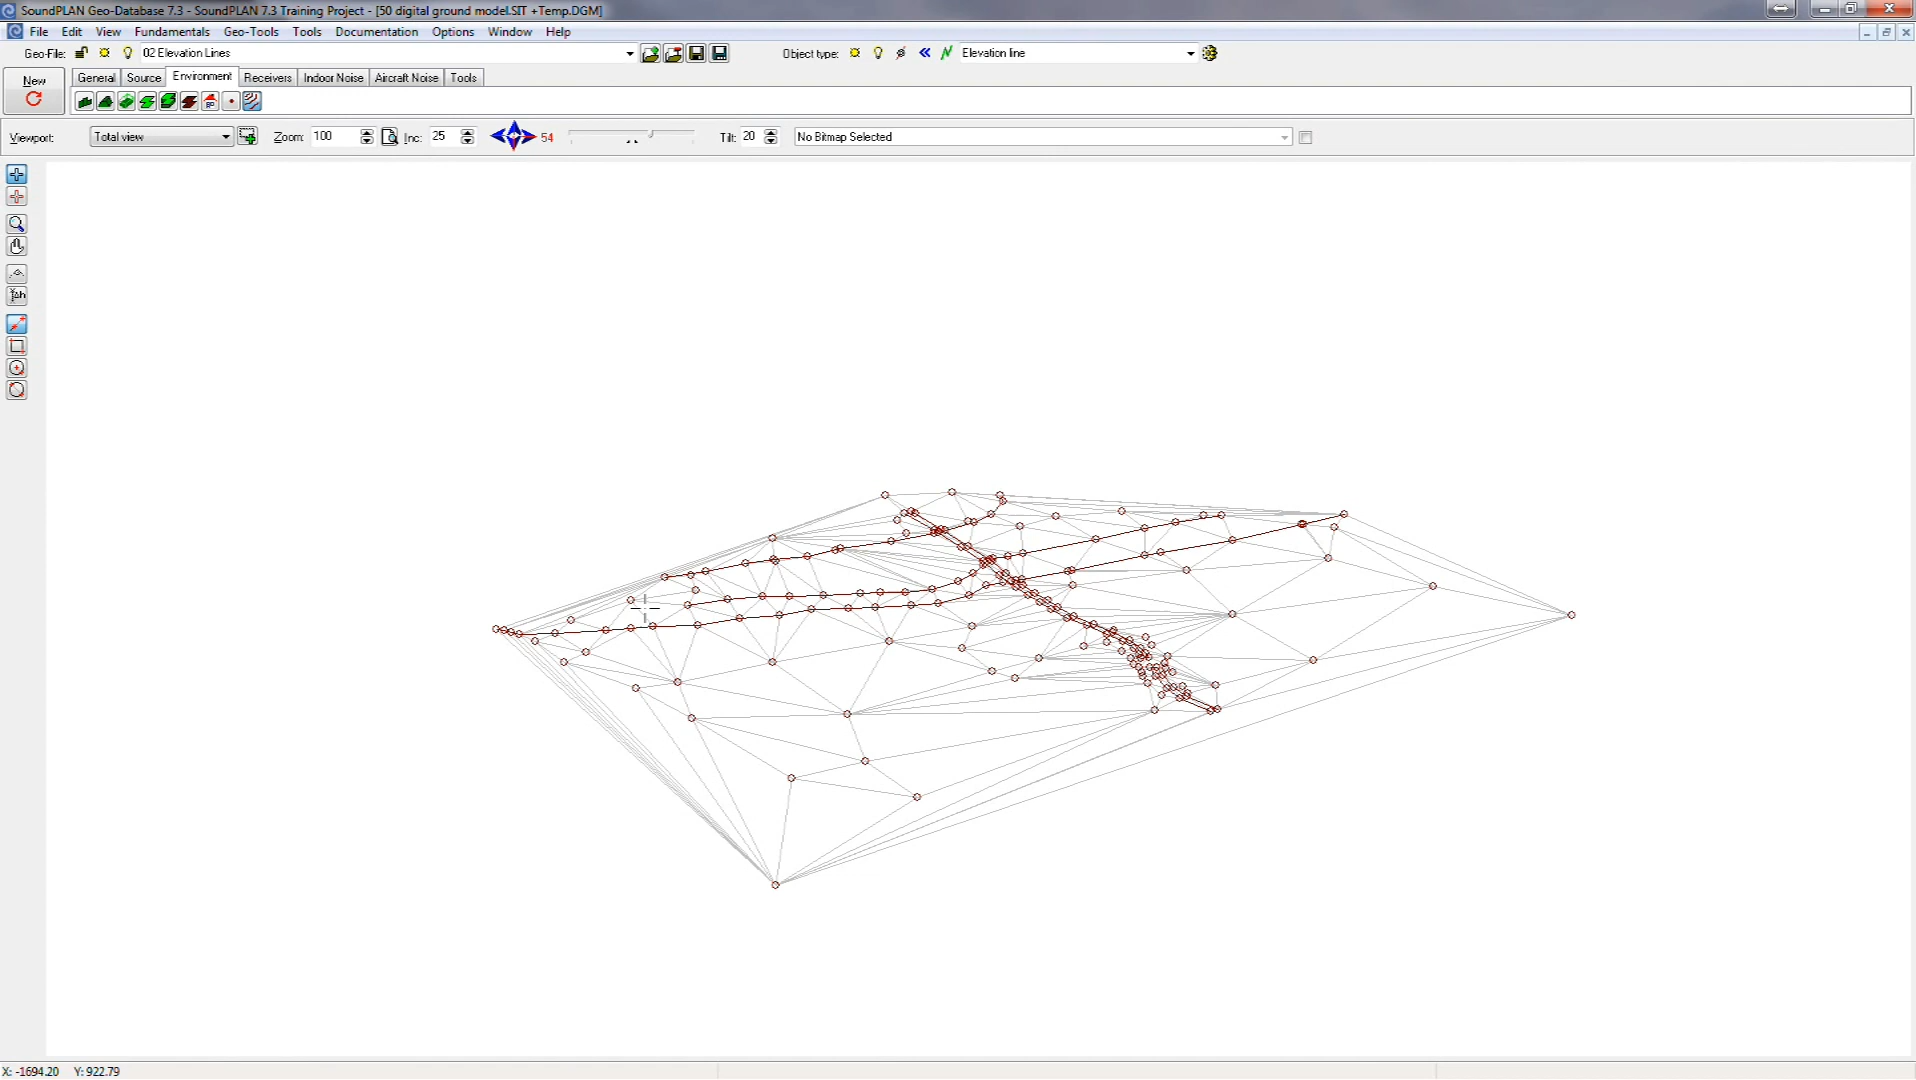 SoundPLAN Geo-Database 7.3 - SoundPLAN 7.3 Training Project - [50 digital ground model.SIT +Temp.DGM]
File Edit View Fundamentals Geo-Tools Tools Documentation Options Window Help
Geo-File: 02 Elevation Lines Object type: Elevation line
New General Source Environment Receivers Indoor Noise Aircraft Noise Tools
Viewport: Total view Zoom: 100 Inc: 25 54 Tilt: 20 No Bitmap Selected
X: -1694.20 Y: 922.79